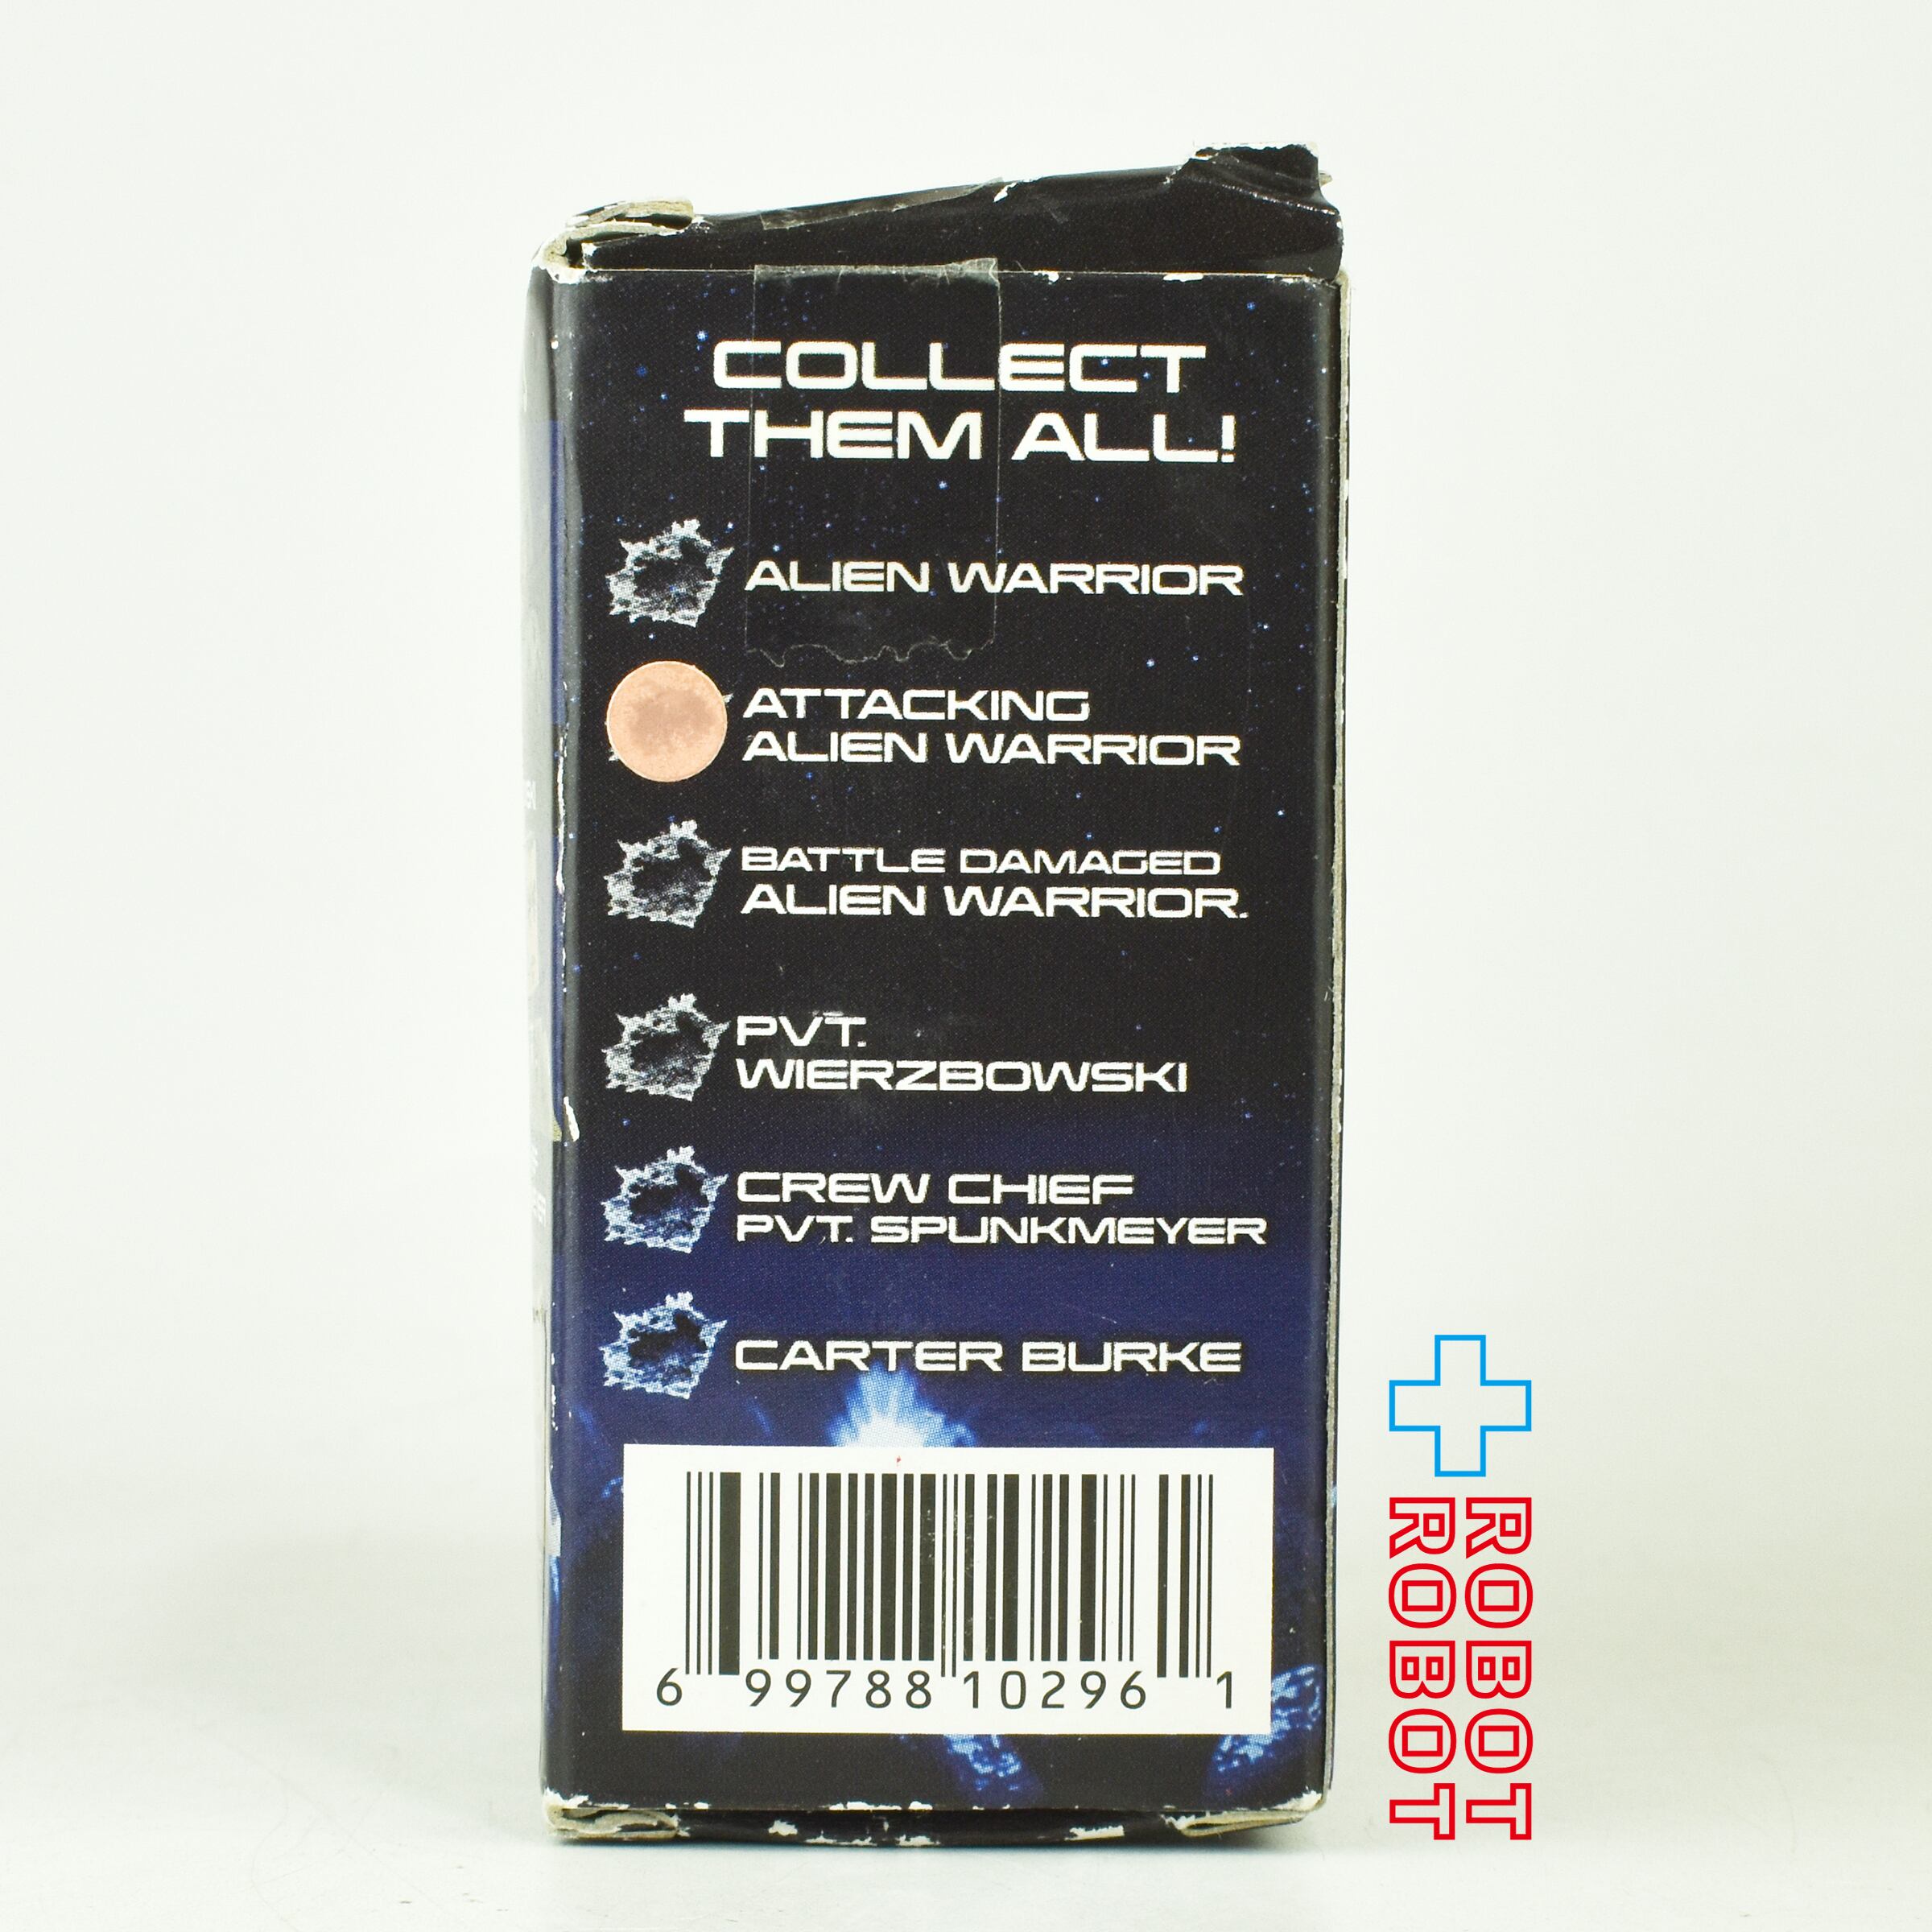 COLLECT
THEM ALL!
ALIEN WARRIOR
ATTACKING
ALIEN WARRIOR
BATTLE DAMAGED
ALIEN WARRIOR.
PVT.
WIERZBOWSKI
CREW CHIEF
PVT. SPUNKMEYER
CARTER BURKE
6 99788 10296 1
ROBOT
ROBOT